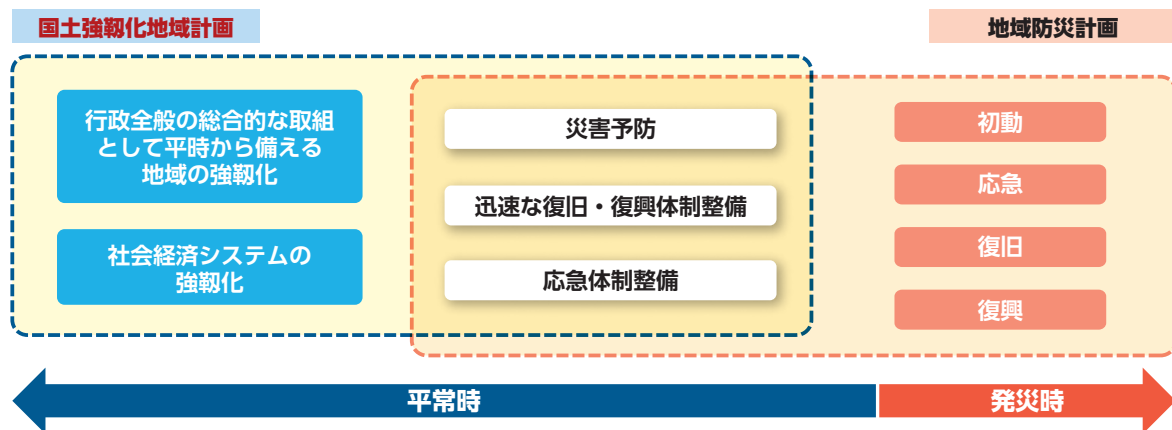 国土強靱化地域計画
地域防災計画
行政全般の総合的な取組
として平時から備える
地域の強靱化
社会経済システムの
強靱化
災害予防
迅速な復旧・復興体制整備
応急体制整備
初動
応急
復旧
復興
平常時
発災時